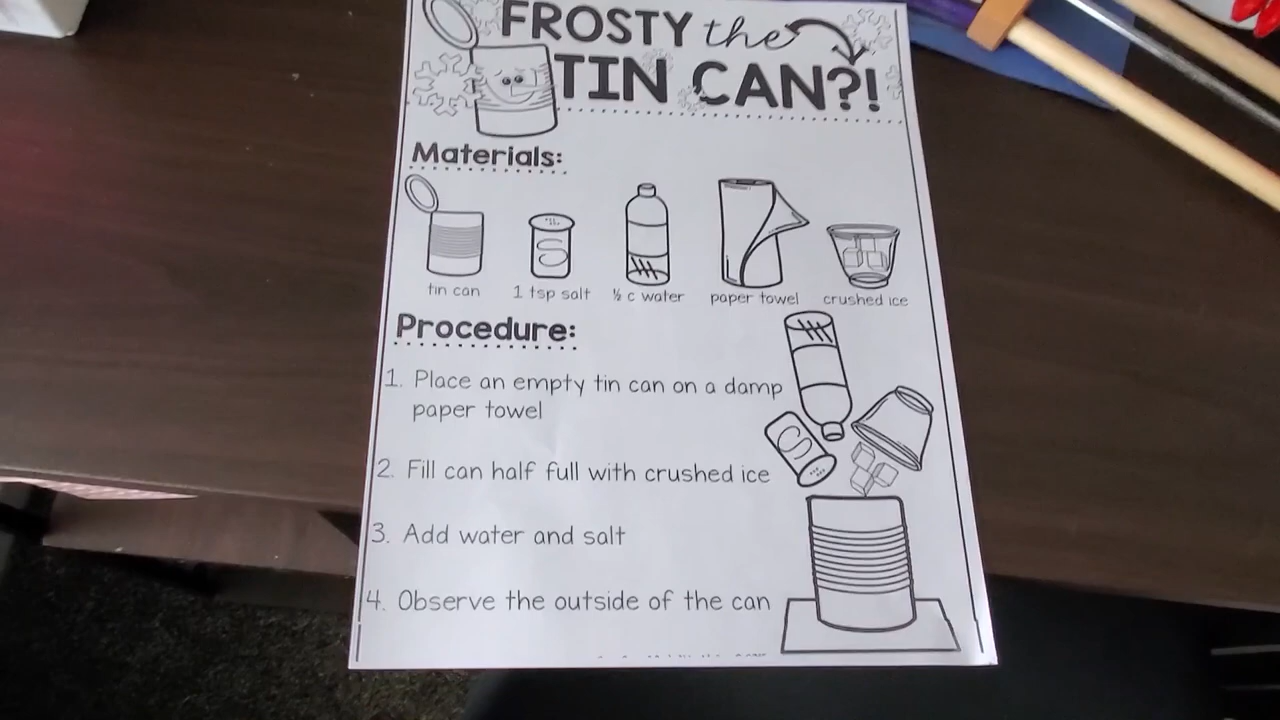 FROSTY the
TIN CAN?!
Materials:
tin can 1 tsp salt ½ c water paper towel crushed ice
Procedure:
1. Place an empty tin can on a damp
paper towel
2. Fill can half full with crushed ice
3. Add water and salt
4. Observe the outside of the can